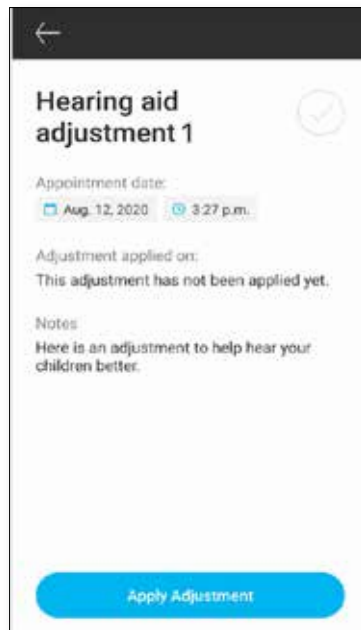 Hearing aid
adjustment 1
Appointment date:
Aug. 12, 2020 3:27 p.m.
Adjustment applied on:
This adjustment has not been applied yet.
Notes
Here is an adjustment to help hear your
children better.
Apply Adjustment